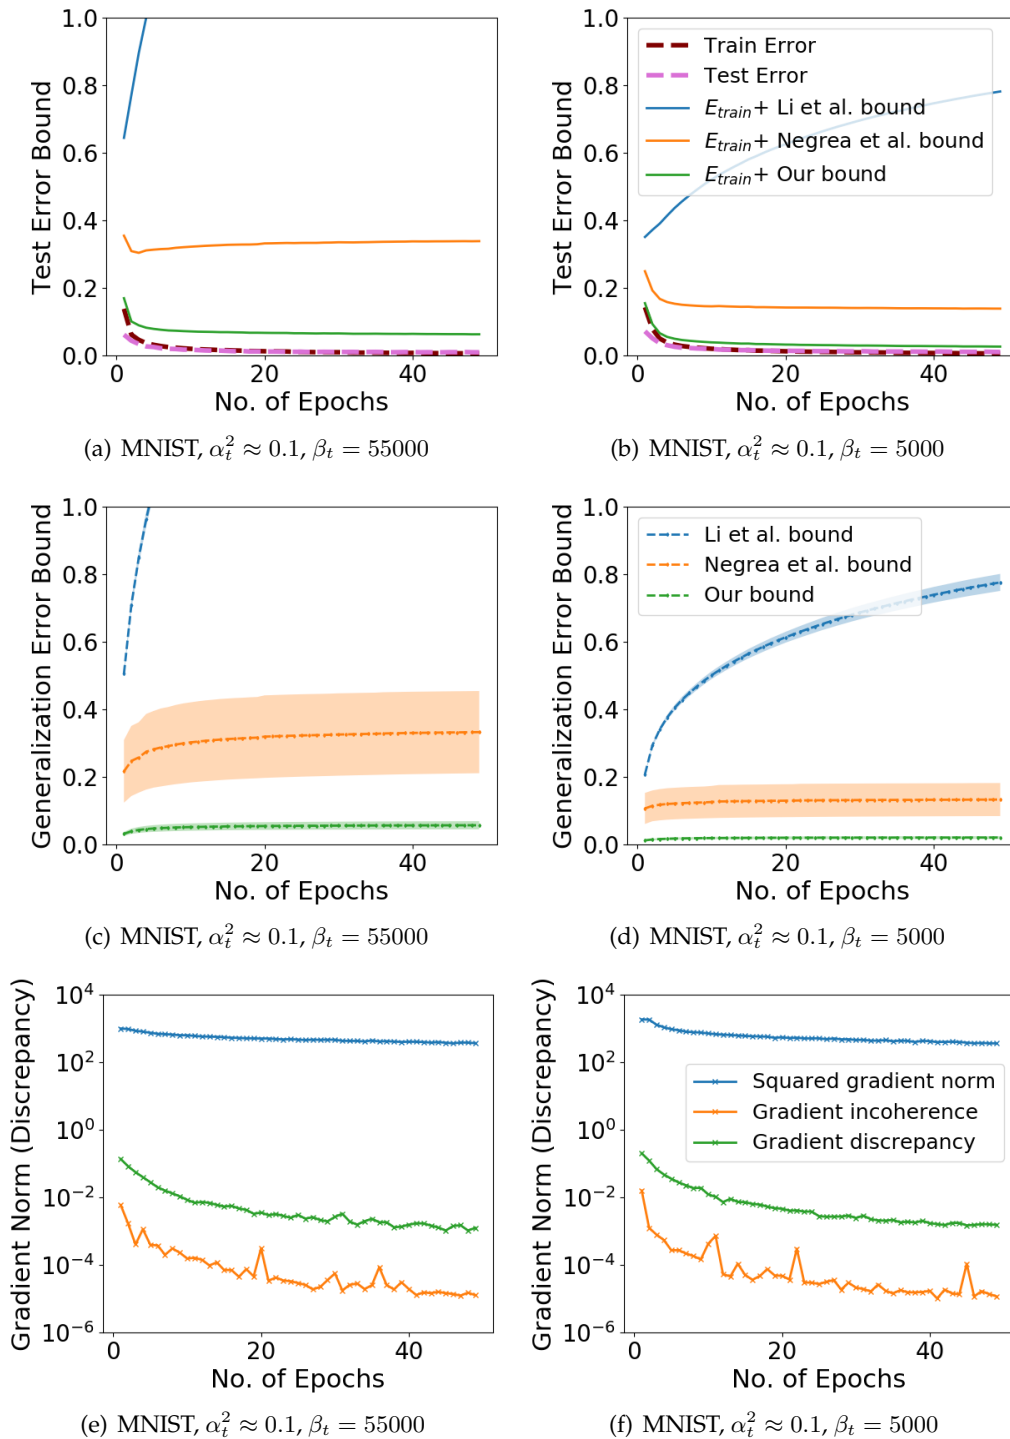 1.0
0.8
0.6
0.4
0.2
0.0
Test Error Bound
0 20 40
No. of Epochs
(a) MNIST, α_t^2 ≈ 0.1, β_t = 55000
1.0
0.8
0.6
0.4
0.2
0.0
Test Error Bound
Train Error
Test Error
E_train+ Li et al. bound
E_train+ Negrea et al. bound
E_train+ Our bound
0 20 40
No. of Epochs
(b) MNIST, α_t^2 ≈ 0.1, β_t = 5000
1.0
0.8
0.6
0.4
0.2
0.0
Generalization Error Bound
0 20 40
No. of Epochs
(c) MNIST, α_t^2 ≈ 0.1, β_t = 55000
1.0
0.8
0.6
0.4
0.2
0.0
Generalization Error Bound
Li et al. bound
Negrea et al. bound
Our bound
0 20 40
No. of Epochs
(d) MNIST, α_t^2 ≈ 0.1, β_t = 5000
10^4
10^2
10^0
10^-2
10^-4
10^-6
Gradient Norm (Discrepancy)
0 20 40
No. of Epochs
(e) MNIST, α_t^2 ≈ 0.1, β_t = 55000
10^4
10^2
10^0
10^-2
10^-4
10^-6
Gradient Norm (Discrepancy)
Squared gradient norm
Gradient incoherence
Gradient discrepancy
0 20 40
No. of Epochs
(f) MNIST, α_t^2 ≈ 0.1, β_t = 5000